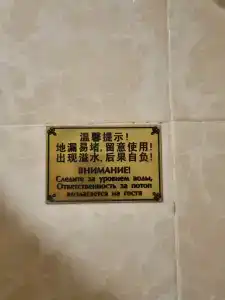 温馨提示!
地漏易堵,留意使用!
出现溢水,后果自负!
ВНИМАНИЕ!
Следите за уровнем воды,
Ответственность за потоп
возлагается на гостя